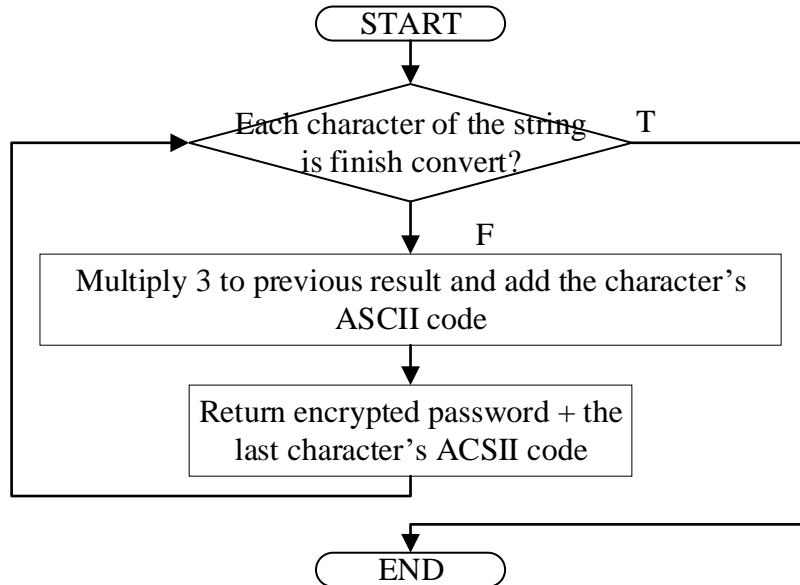 START
Each character of the string
T
is finish convert?
F
Multiply 3 to previous result and add the character’s
ASCII code
Return encrypted password + the
last character’s ACSII code
END